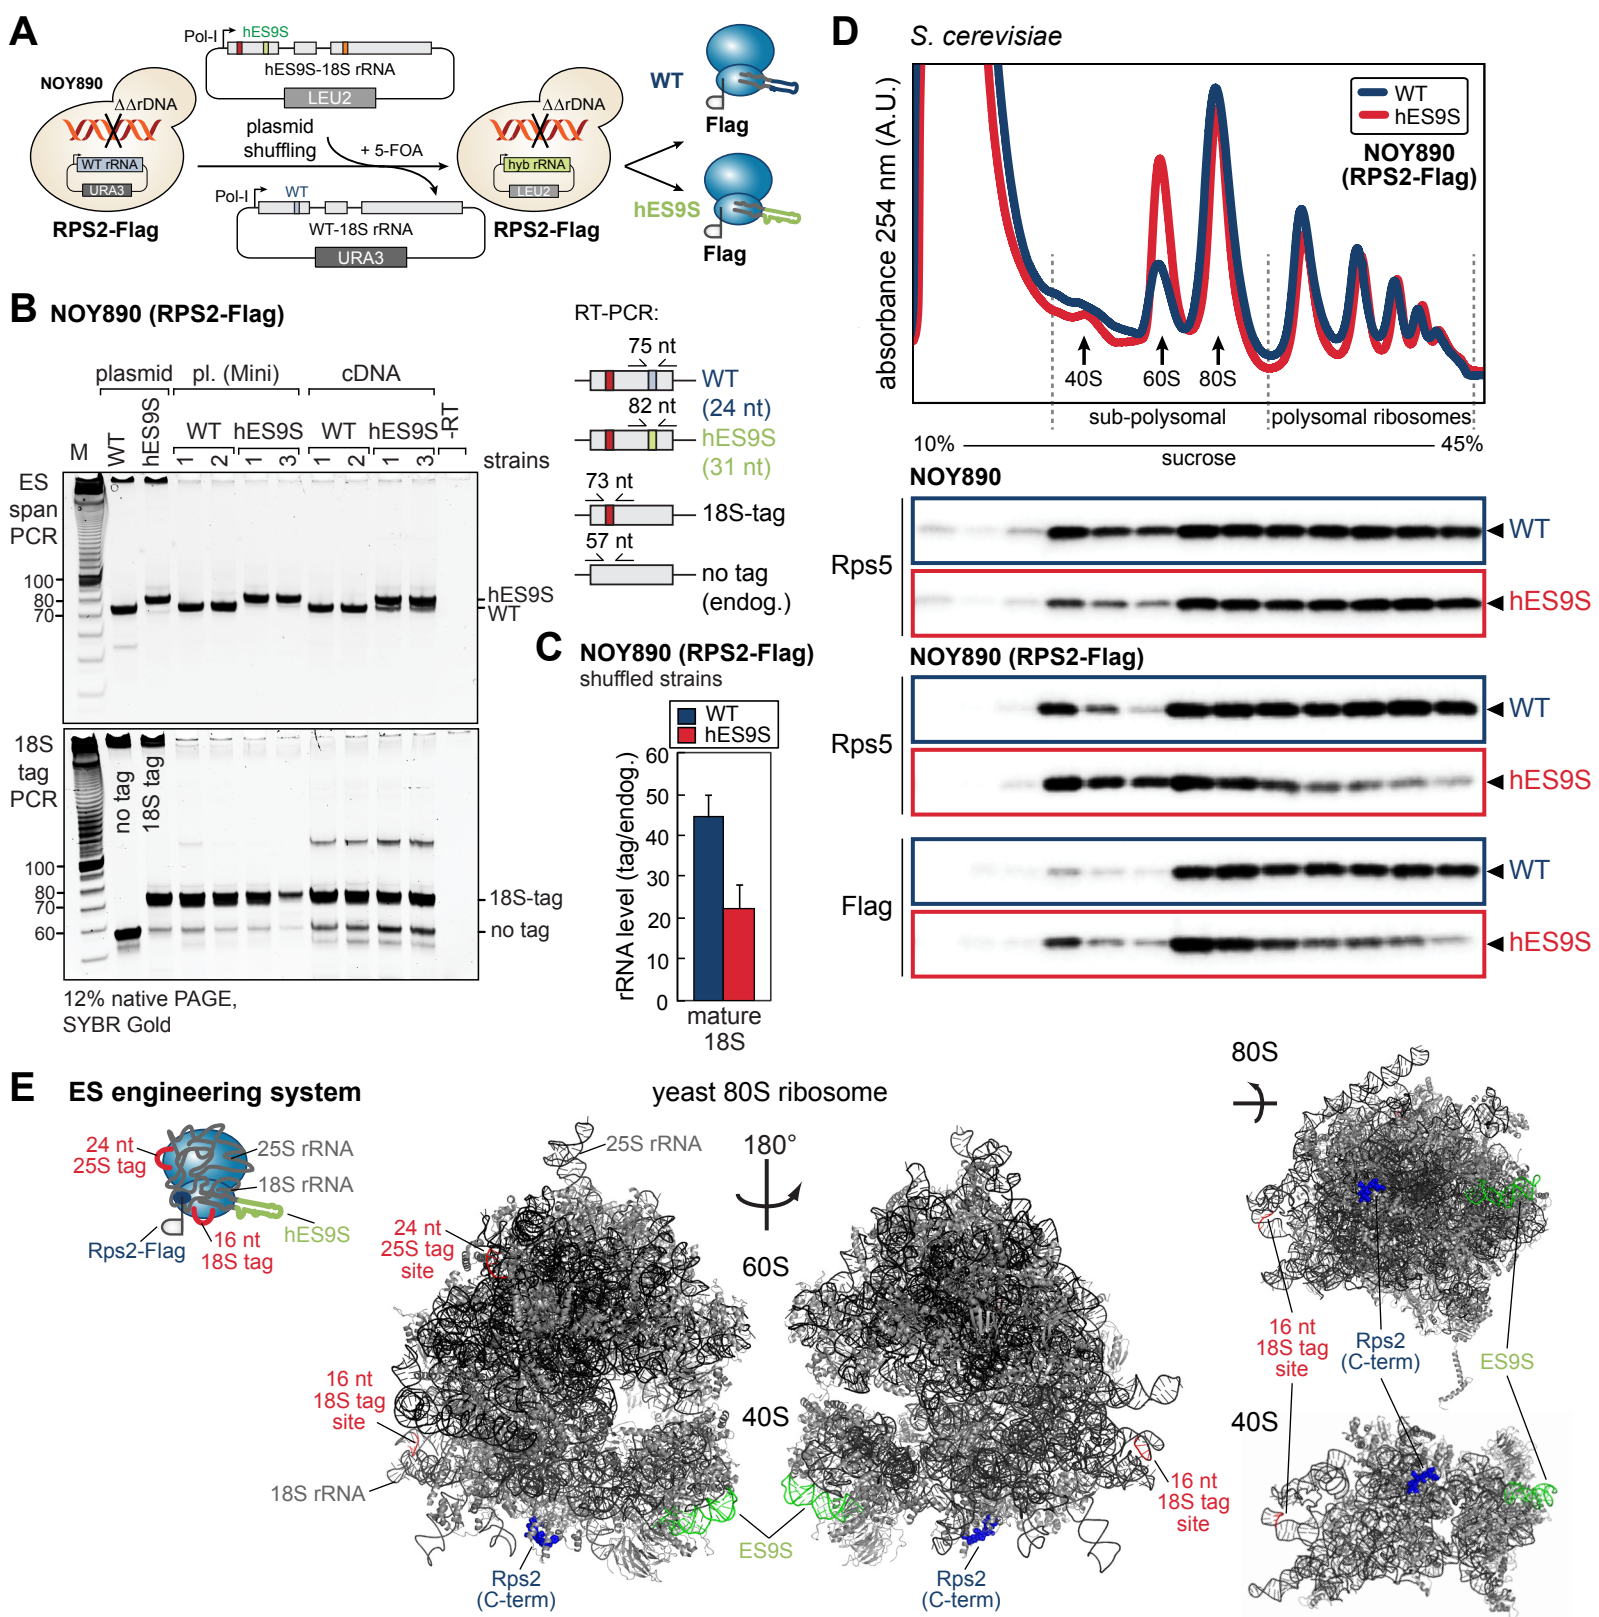 A
Pol-I
hES9S
hES9S-18S rRNA
LEU2
NOY890
ΔΔrDNA
WT rRNA
URA3
RPS2-Flag
plasmid
shuffling
+ 5-FOA
Pol-I
WT
WT-18S rRNA
URA3
ΔΔrDNA
hyb rRNA
LEU2
RPS2-Flag
WT
Flag
hES9S
Flag
B
NOY890 (RPS2-Flag)
plasmid
pl. (Mini)
cDNA
M
WT
hES9S
WT
hES9S
WT
hES9S
-RT
1
2
1
3
1
2
1
3
strains
ES
span
PCR
100
80
70
hES9S
WT
18S
tag
PCR
no tag
18S tag
100
80
70
60
18S-tag
no tag
12% native PAGE,
SYBR Gold
RT-PCR:
75 nt
WT
(24 nt)
82 nt
hES9S
(31 nt)
73 nt
18S-tag
57 nt
no tag
(endog.)
C
NOY890 (RPS2-Flag)
shuffled strains
WT
hES9S
rRNA level (tag/endog.)
60
50
40
30
20
10
0
mature
18S
D
S. cerevisiae
absorbance 254 nm (A.U.)
WT
hES9S
NOY890
(RPS2-Flag)
40S
60S
80S
sub-polysomal
polysomal ribosomes
10%
45%
sucrose
NOY890
Rps5
WT
hES9S
NOY890 (RPS2-Flag)
Rps5
WT
hES9S
Flag
WT
hES9S
E
ES engineering system
24 nt
25S tag
25S rRNA
18S rRNA
hES9S
Rps2-Flag
16 nt
18S tag
yeast 80S ribosome
25S rRNA
180°
24 nt
25S tag
site
60S
16 nt
18S tag
site
40S
18S rRNA
ES9S
Rps2
(C-term)
Rps2
(C-term)
16 nt
18S tag
site
80S
16 nt
18S tag
site
Rps2
(C-term)
ES9S
40S